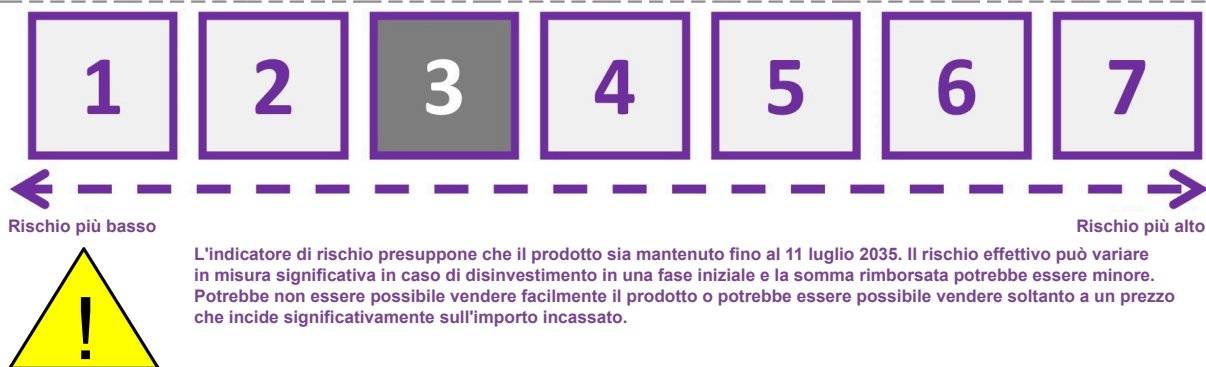 1 2 3 4 5 6 7
Rischio più basso Rischio più alto
L'indicatore di rischio presuppone che il prodotto sia mantenuto fino al 11 luglio 2035. Il rischio effettivo può variare
in misura significativa in caso di disinvestimento in una fase iniziale e la somma rimborsata potrebbe essere minore.
Potrebbe non essere possibile vendere facilmente il prodotto o potrebbe essere possibile vendere soltanto a un prezzo
che incide significativamente sull'importo incassato.
!